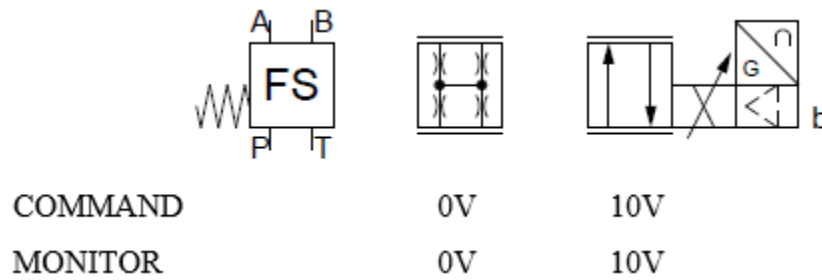 A B
FS
G
b
P T
COMMAND 0V 10V
MONITOR 0V 10V